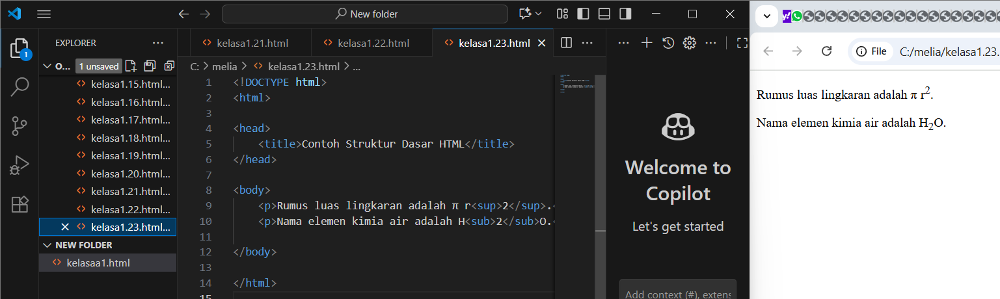 New folder
EXPLORER
kelasa1.21.html
kelasa1.22.html
kelasa1.23.html
1
O... 1 unsaved
C: > melia > kelasa1.23.html > ...
kelasa1.15.html...
kelasa1.16.html...
kelasa1.17.html...
kelasa1.18.html...
kelasa1.19.html...
kelasa1.20.html...
kelasa1.21.html...
kelasa1.22.html...
kelasa1.23.html...
NEW FOLDER
kelasaa1.html
1 <!DOCTYPE html>
2 <html>
3
4 <head>
5 <title>Contoh Struktur Dasar HTML</title>
6 </head>
7
8 <body>
9 <p>Rumus luas lingkaran adalah π r<sup>2</sup>.<
10 <p>Nama elemen kimia air adalah H<sub>2</sub>O.<
11
12 </body>
13
14 </html>
15
Welcome to
Copilot
Let's get started
Add context (#), extens
y!
File C:/melia/kelasa1.23.
Rumus luas lingkaran adalah π r².
Nama elemen kimia air adalah H₂O.